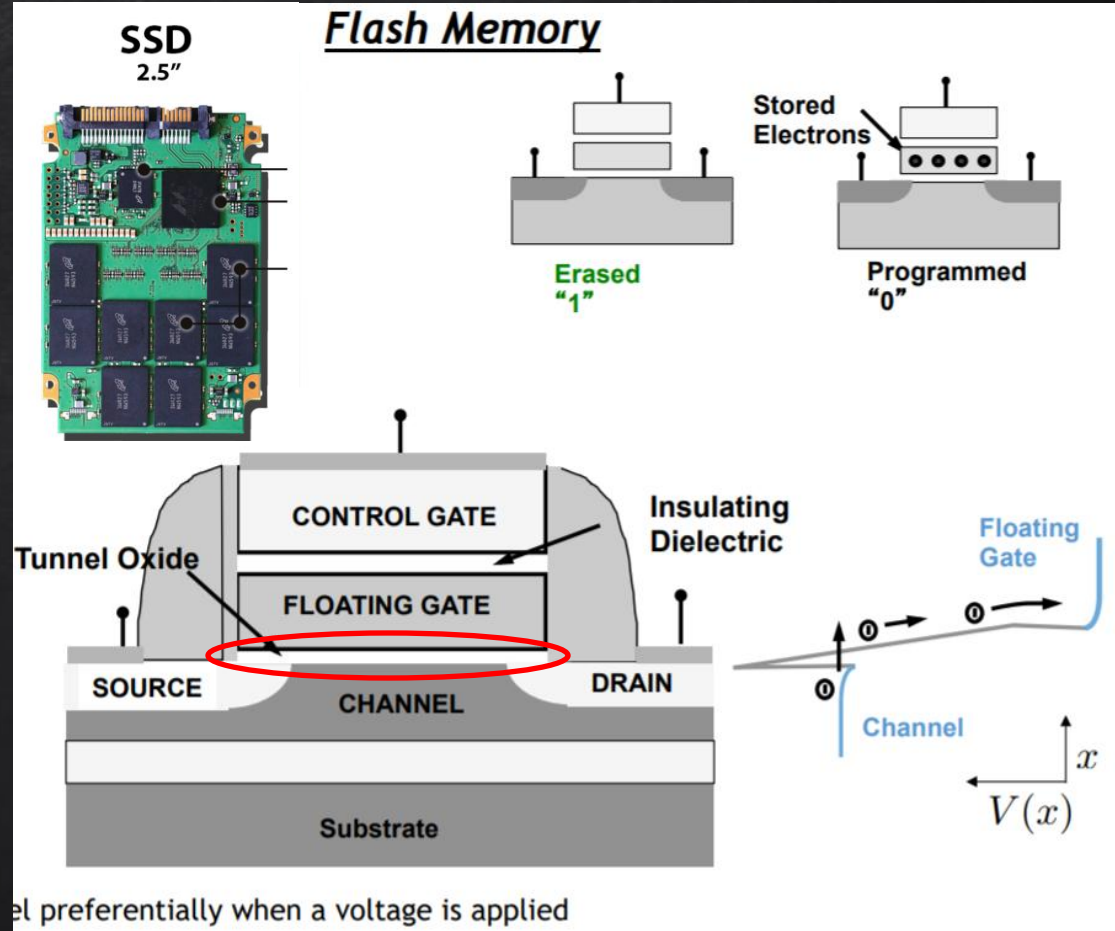 Flash Memory
SSD
2.5”
Stored
Electrons
Erased
“1”
Programmed
“0”
CONTROL GATE
Insulating
Dielectric
Tunnel Oxide
FLOATING GATE
Floating
Gate
SOURCE
DRAIN
CHANNEL
Channel
x
V(x)
Substrate
preferentially when a voltage is applied